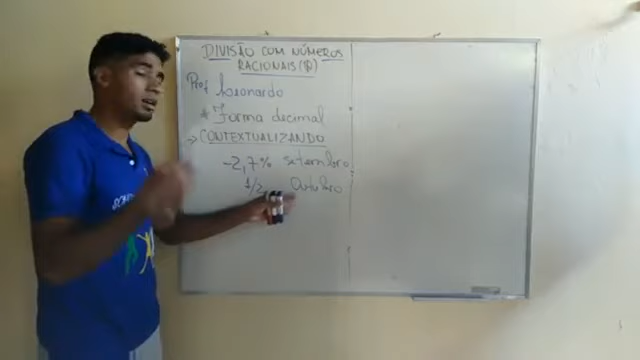 DIVISÃO COM NÚMEROS
RACIONAIS (Q)
Prof Leonardo
* Forma decimal
→ CONTEXTUALIZANDO
-2,7% setembro
1/2 Outubro